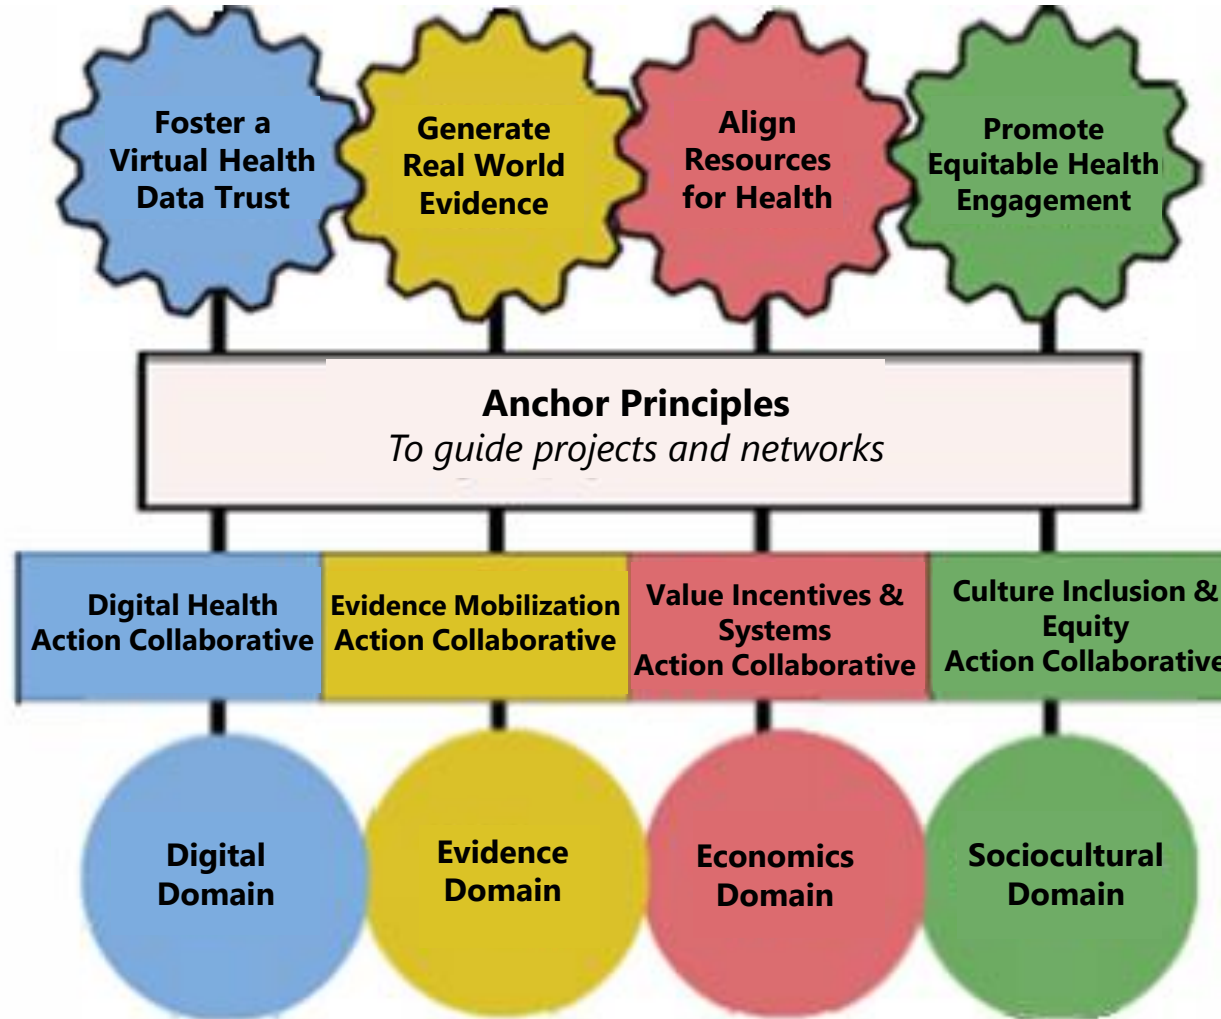 Foster a
Virtual Health
Data Trust
Generate
Real World
Evidence
Align
Resources
for Health
Promote
Equitable Health
Engagement
Anchor Principles
To guide projects and networks
Digital Health
Action Collaborative
Evidence Mobilization
Action Collaborative
Value Incentives &
Systems
Action Collaborative
Culture Inclusion &
Equity
Action Collaborative
Digital
Domain
Evidence
Domain
Economics
Domain
Sociocultural
Domain